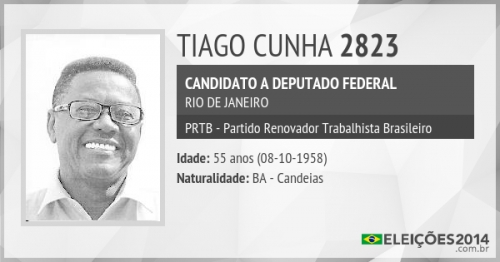 TIAGO CUNHA 2823
CANDIDATO A DEPUTADO FEDERAL
RIO DE JANEIRO
PRTB - Partido Renovador Trabalhista Brasileiro
Idade: 55 anos (08-10-1958)
Naturalidade: BA - Candeias
ELEIÇÕES2014
.com.br